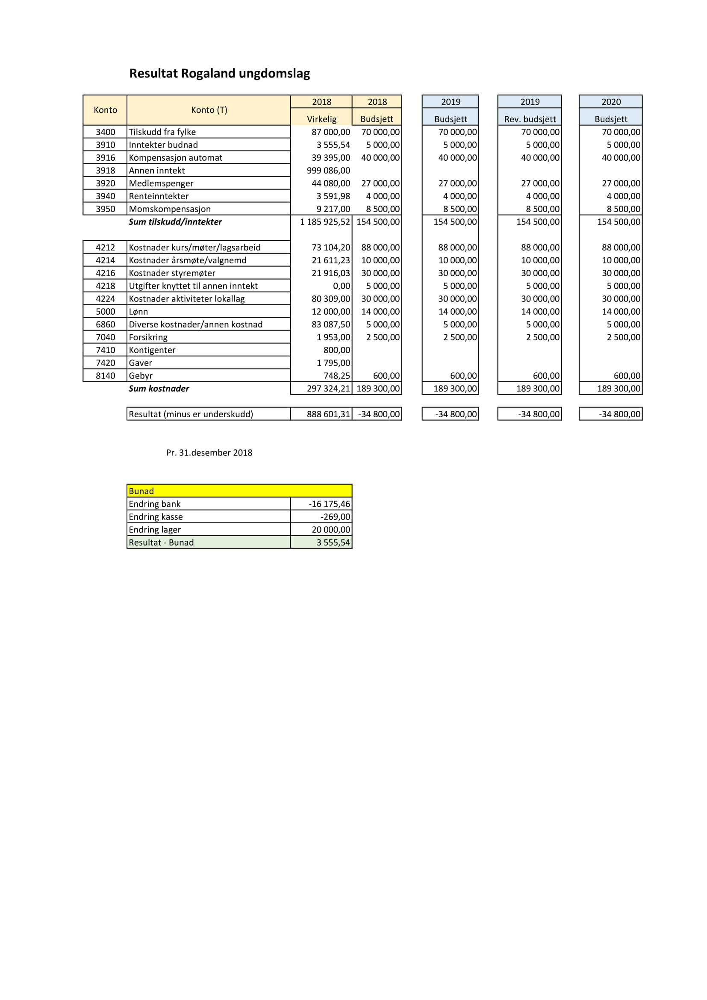 Resultat Rogaland ungdomslag
2018 2018 2019 2019 2020
Konto Konto (T)
Virkelig Budsjett Budsjett Rev. budsjett Budsjett
3400 Tilskudd fra fylke 87 000,00 70 000,00 70 000,00 70 000,00 70 000,00
3910 Inntekter budnad 3 555,54 5 000,00 5 000,00 5 000,00 5 000,00
3916 Kompensasjon automat 39 395,00 40 000,00 40 000,00 40 000,00 40 000,00
3918 Annen inntekt 999 086,00
3920 Medlemspenger 44 080,00 27 000,00 27 000,00 27 000,00 27 000,00
3940 Renteinntekter 3 591,98 4 000,00 4 000,00 4 000,00 4 000,00
3950 Momskompensasjon 9 217,00 8 500,00 8 500,00 8 500,00 8 500,00
Sum tilskudd/inntekter 1 185 925,52 154 500,00 154 500,00 154 500,00 154 500,00
4212 Kostnader kurs/møter/lagsarbeid 73 104,20 88 000,00 88 000,00 88 000,00 88 000,00
4214 Kostnader årsmøte/valgnemd 21 611,23 10 000,00 10 000,00 10 000,00 10 000,00
4216 Kostnader styremøter 21 916,03 30 000,00 30 000,00 30 000,00 30 000,00
4218 Utgifter knyttet til annen inntekt 0,00 5 000,00 5 000,00 5 000,00 5 000,00
4224 Kostnader aktiviteter lokallag 80 309,00 30 000,00 30 000,00 30 000,00 30 000,00
5000 Lønn 12 000,00 14 000,00 14 000,00 14 000,00 14 000,00
6860 Diverse kostnader/annen kostnad 83 087,50 5 000,00 5 000,00 5 000,00 5 000,00
7040 Forsikring 1 953,00 2 500,00 2 500,00 2 500,00 2 500,00
7410 Kontigenter 800,00
7420 Gaver 1 795,00
8140 Gebyr 748,25 600,00 600,00 600,00 600,00
Sum kostnader 297 324,21 189 300,00 189 300,00 189 300,00 189 300,00
Resultat (minus er underskudd) 888 601,31 -34 800,00 -34 800,00 -34 800,00 -34 800,00
Pr. 31.desember 2018
Bunad
Endring bank -16 175,46
Endring kasse -269,00
Endring lager 20 000,00
Resultat - Bunad 3 555,54